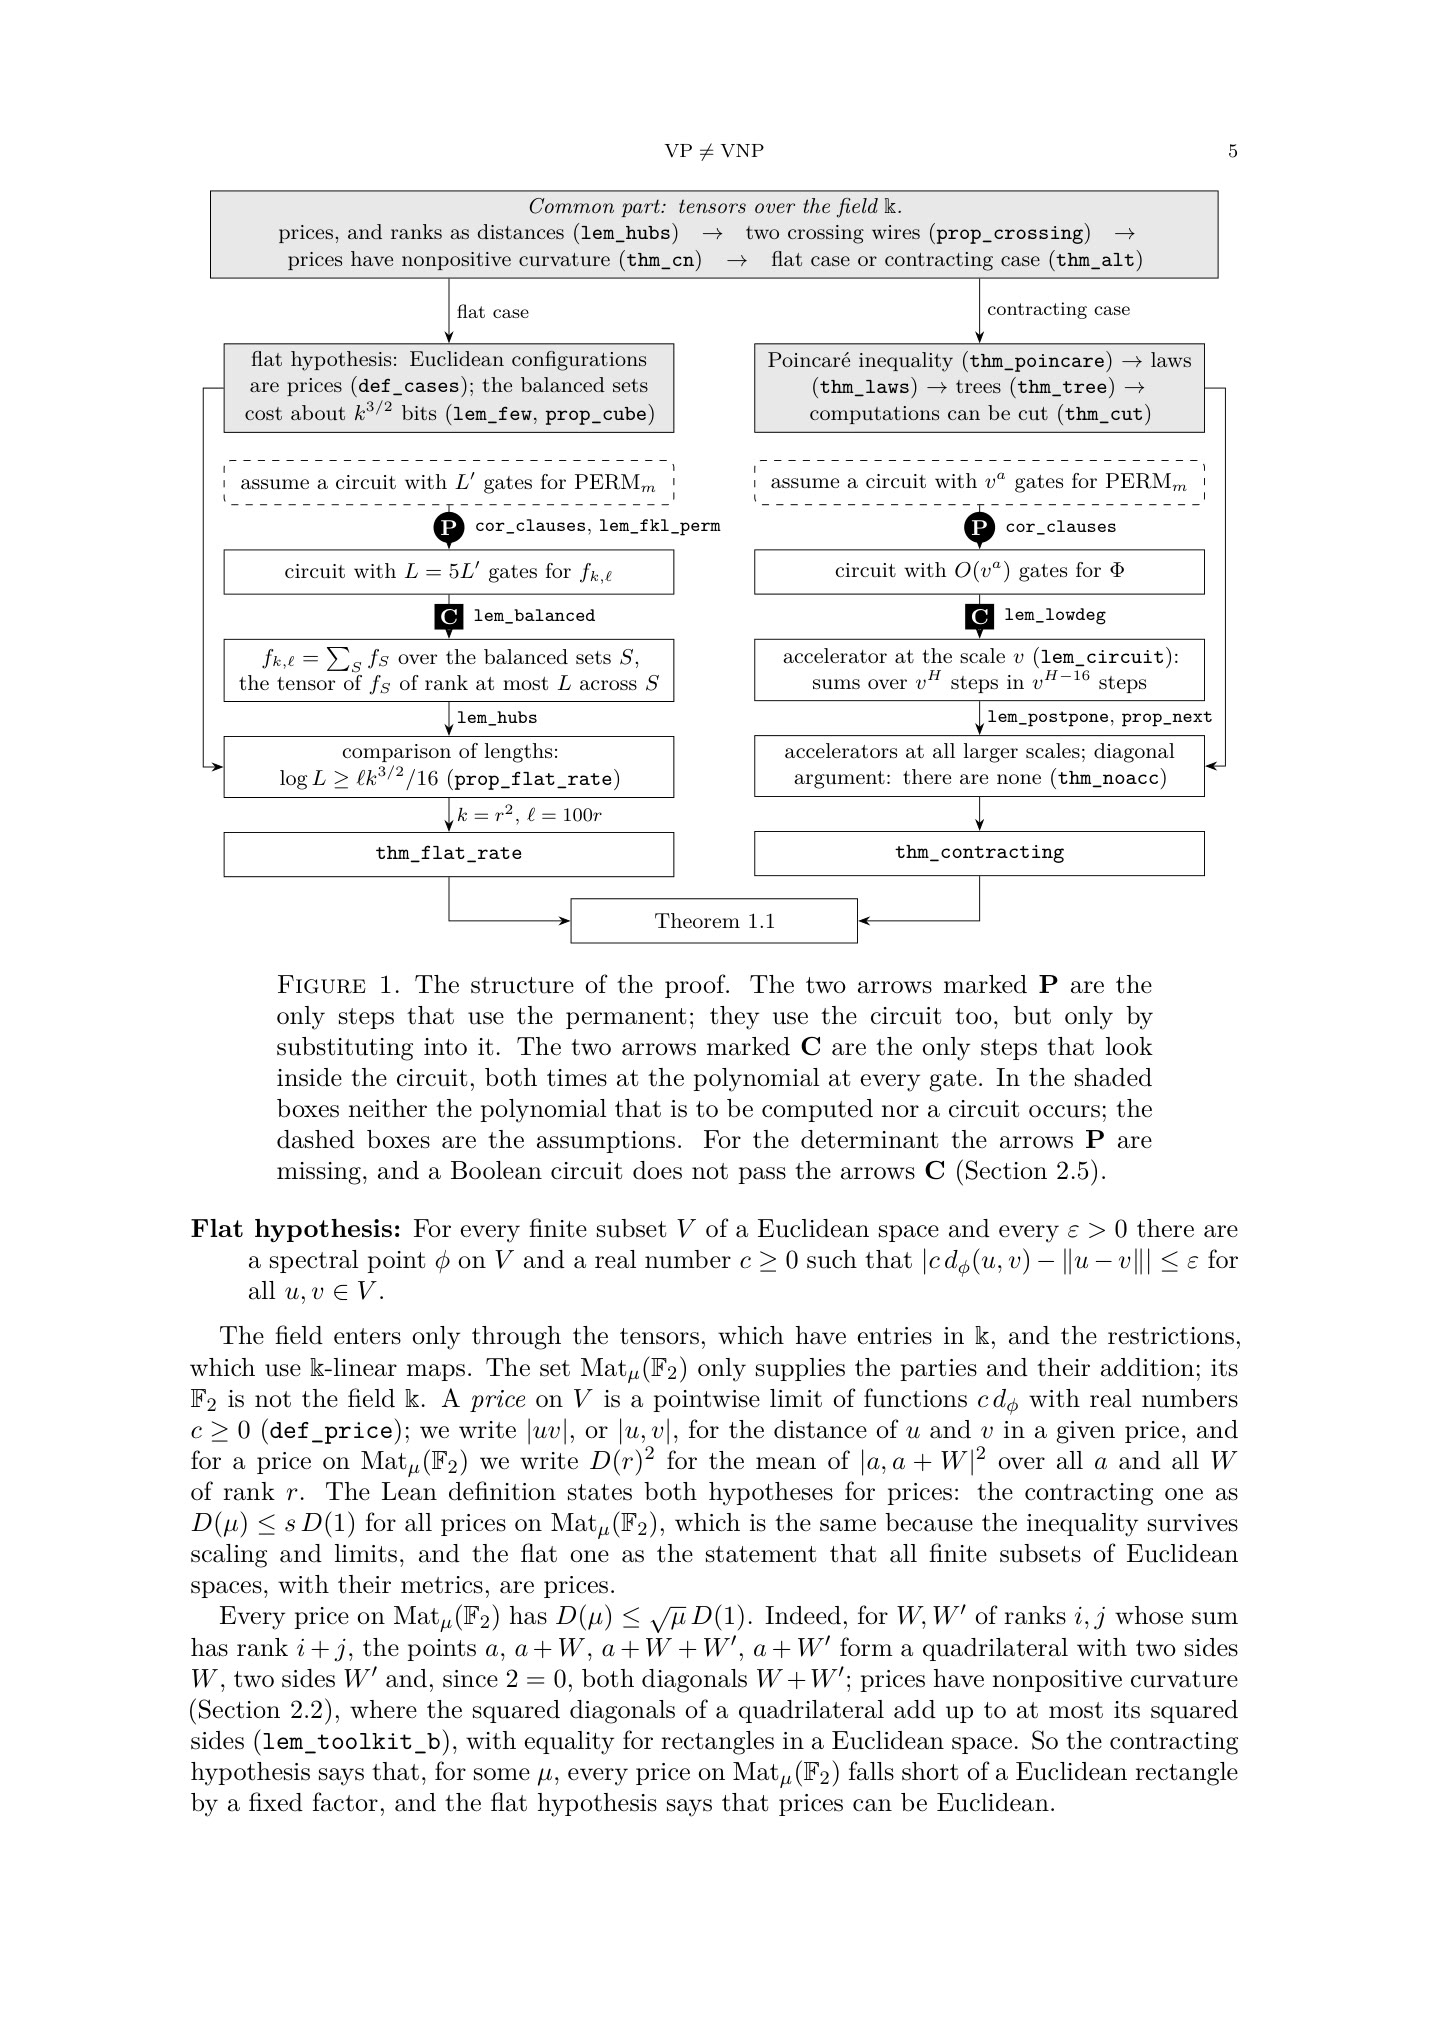 VP ≠ VNP 5
Common part: tensors over the field 𝕜.
prices, and ranks as distances (lem_hubs) → two crossing wires (prop_crossing) →
prices have nonpositive curvature (thm_cn) → flat case or contracting case (thm_alt)
flat case
contracting case
flat hypothesis: Euclidean configurations
are prices (def_cases); the balanced sets
cost about k^{3/2} bits (lem_few, prop_cube)
Poincaré inequality (thm_poincare) → laws
(thm_laws) → trees (thm_tree) →
computations can be cut (thm_cut)
assume a circuit with L′ gates for PERM_m
assume a circuit with v^a gates for PERM_m
P cor_clauses, lem_fkl_perm
P cor_clauses
circuit with L = 5L′ gates for f_{k,ℓ}
circuit with O(v^a) gates for Φ
C lem_balanced
C lem_lowdeg
f_{k,ℓ} = ∑_S f_S over the balanced sets S,
the tensor of f_S of rank at most L across S
accelerator at the scale v (lem_circuit):
sums over v^H steps in v^{H−16} steps
lem_hubs
lem_postpone, prop_next
comparison of lengths:
log L ≥ ℓk^{3/2}/16 (prop_flat_rate)
accelerators at all larger scales; diagonal
argument: there are none (thm_noacc)
k = r², ℓ = 100r
thm_flat_rate
thm_contracting
Theorem 1.1
Figure 1. The structure of the proof. The two arrows marked P are the
only steps that use the permanent; they use the circuit too, but only by
substituting into it. The two arrows marked C are the only steps that look
inside the circuit, both times at the polynomial at every gate. In the shaded
boxes neither the polynomial that is to be computed nor a circuit occurs; the
dashed boxes are the assumptions. For the determinant the arrows P are
missing, and a Boolean circuit does not pass the arrows C (Section 2.5).
Flat hypothesis: For every finite subset V of a Euclidean space and every ε > 0 there are
a spectral point ϕ on V and a real number c ≥ 0 such that |c d_ϕ(u, v) − ‖u − v‖| ≤ ε for
all u, v ∈ V.
The field enters only through the tensors, which have entries in 𝕜, and the restrictions,
which use 𝕜-linear maps. The set Mat_μ(𝔽₂) only supplies the parties and their addition; its
𝔽₂ is not the field 𝕜. A price on V is a pointwise limit of functions c d_ϕ with real numbers
c ≥ 0 (def_price); we write |uv|, or |u, v|, for the distance of u and v in a given price, and
for a price on Mat_μ(𝔽₂) we write D(r)² for the mean of |a, a + W|² over all a and all W
of rank r. The Lean definition states both hypotheses for prices: the contracting one as
D(μ) ≤ s D(1) for all prices on Mat_μ(𝔽₂), which is the same because the inequality survives
scaling and limits, and the flat one as the statement that all finite subsets of Euclidean
spaces, with their metrics, are prices.
Every price on Mat_μ(𝔽₂) has D(μ) ≤ √μ D(1). Indeed, for W, W′ of ranks i, j whose sum
has rank i + j, the points a, a + W, a + W + W′, a + W′ form a quadrilateral with two sides
W, two sides W′ and, since 2 = 0, both diagonals W + W′; prices have nonpositive curvature
(Section 2.2), where the squared diagonals of a quadrilateral add up to at most its squared
sides (lem_toolkit_b), with equality for rectangles in a Euclidean space. So the contracting
hypothesis says that, for some μ, every price on Mat_μ(𝔽₂) falls short of a Euclidean rectangle
by a fixed factor, and the flat hypothesis says that prices can be Euclidean.